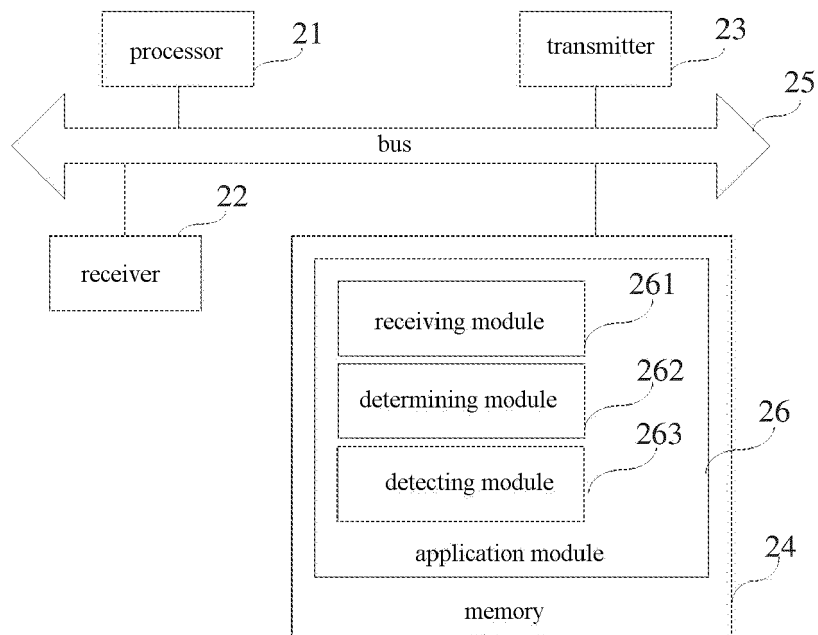 processor
21
transmitter
23
25
bus
22
receiver
261
receiving module
262
determining module
26
263
detecting module
application module
24
memory